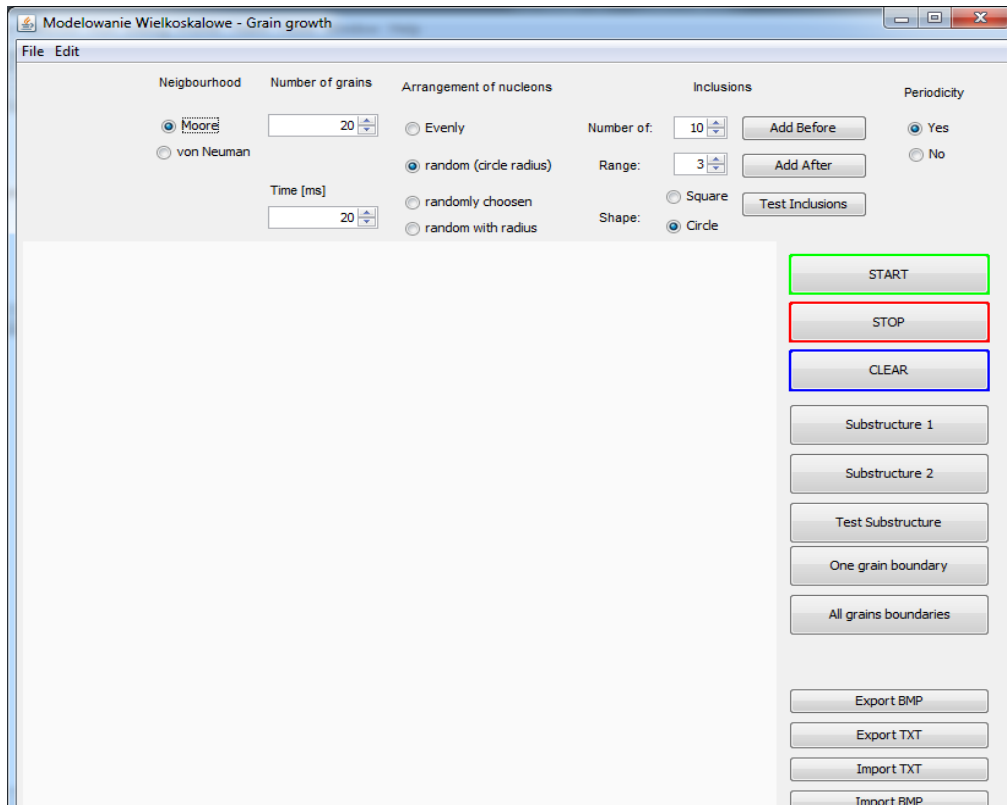 Modelowanie Wielkoskalowe - Grain growth
File Edit
Neigbourhood
Moore
von Neuman
Number of grains
20
Time [ms]
20
Arrangement of nucleons
Evenly
random (circle radius)
randomly choosen
random with radius
Inclusions
Number of: 10 Add Before
Range: 3 Add After
Shape: Square Test Inclusions
Circle
Periodicity
Yes
No
START
STOP
CLEAR
Substructure 1
Substructure 2
Test Substructure
One grain boundary
All grains boundaries
Export BMP
Export TXT
Import TXT
Import BMP